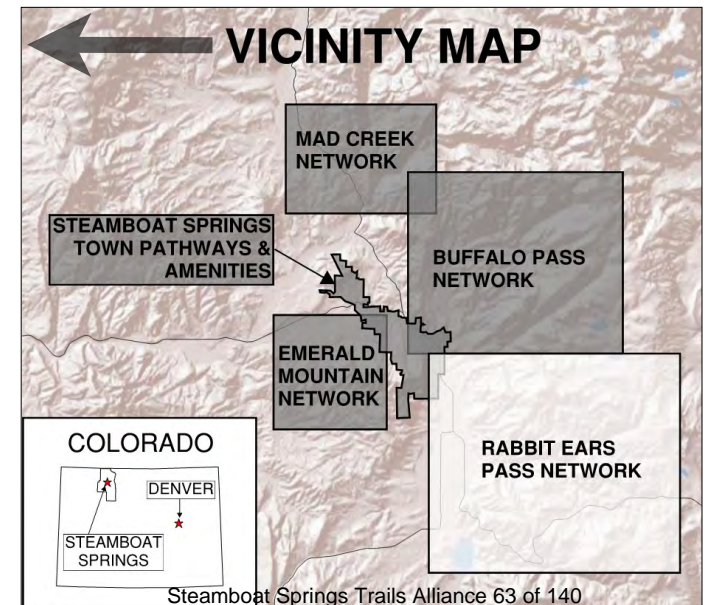 VICINITY MAP
MAD CREEK
NETWORK
STEAMBOAT SPRINGS
TOWN PATHWAYS &
AMENITIES
BUFFALO PASS
NETWORK
EMERALD
MOUNTAIN
NETWORK
RABBIT EARS
PASS NETWORK
COLORADO
DENVER
STEAMBOAT
SPRINGS
Steamboat Springs Trails Alliance 63 of 140